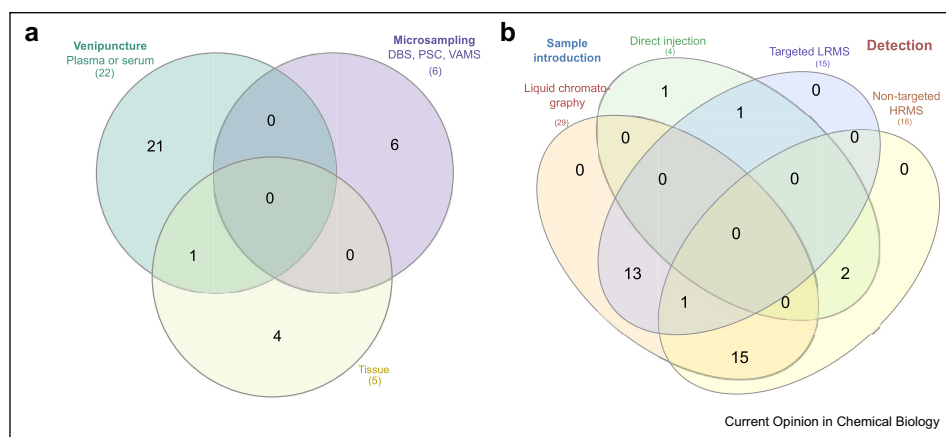 a
Venipuncture
Plasma or serum
(22)
Microsampling
DBS, PSC, VAMS
(6)
0
21
6
0
1
0
4
Tissue
(5)
b
Sample
introduction
Direct injection
(4)
Targeted LRMS
(15)
Detection
Liquid chromato-
graphy
(29)
Non-targeted
HRMS
(18)
1
0
1
0
0
0
0
0
0
0
13
2
1
0
15
Current Opinion in Chemical Biology